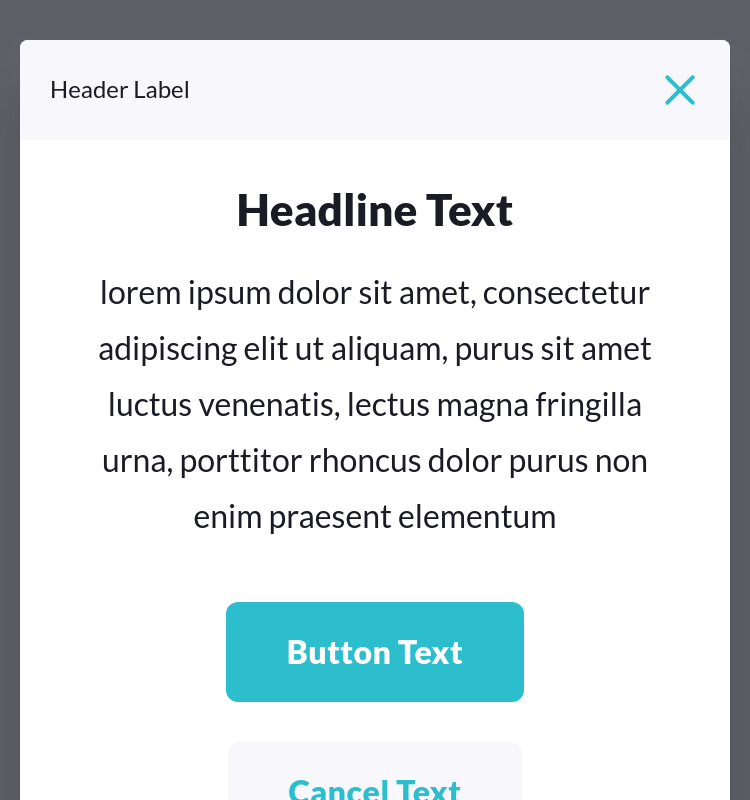 Header Label
Headline Text
lorem ipsum dolor sit amet, consectetur
adipiscing elit ut aliquam, purus sit amet
luctus venenatis, lectus magna fringilla
urna, porttitor rhoncus dolor purus non
enim praesent elementum
Button Text
Cancel Text